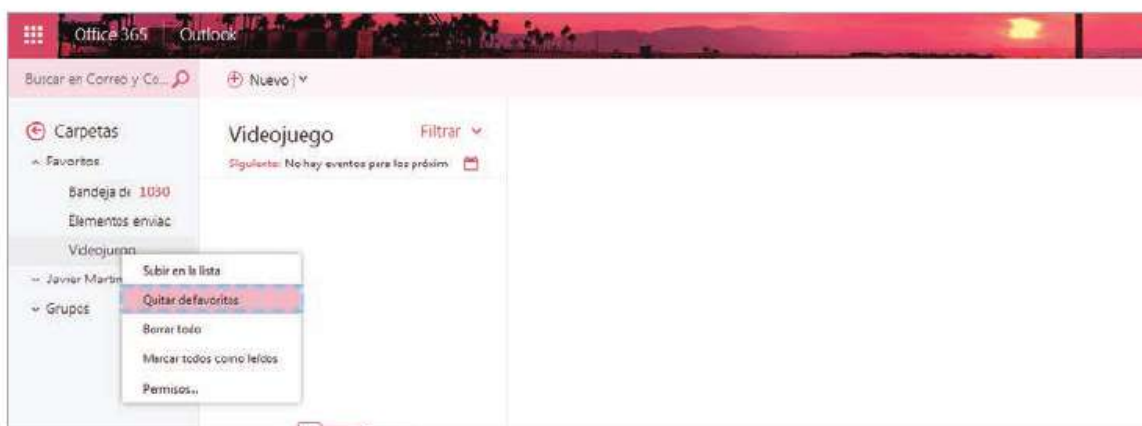 Office 365 Outlook
Buscar en Correo y Co...
Nuevo
Carpetas
Favoritos
Bandeja de 1030
Elementos enviac
Videojuego
Javier Martin
Grupos
Videojuego
Filtrar
Siguiente: No hay eventos para los próxim
Subir en la lista
Quitar de favoritos
Borrar todo
Marcar todos como leídos
Permisos...